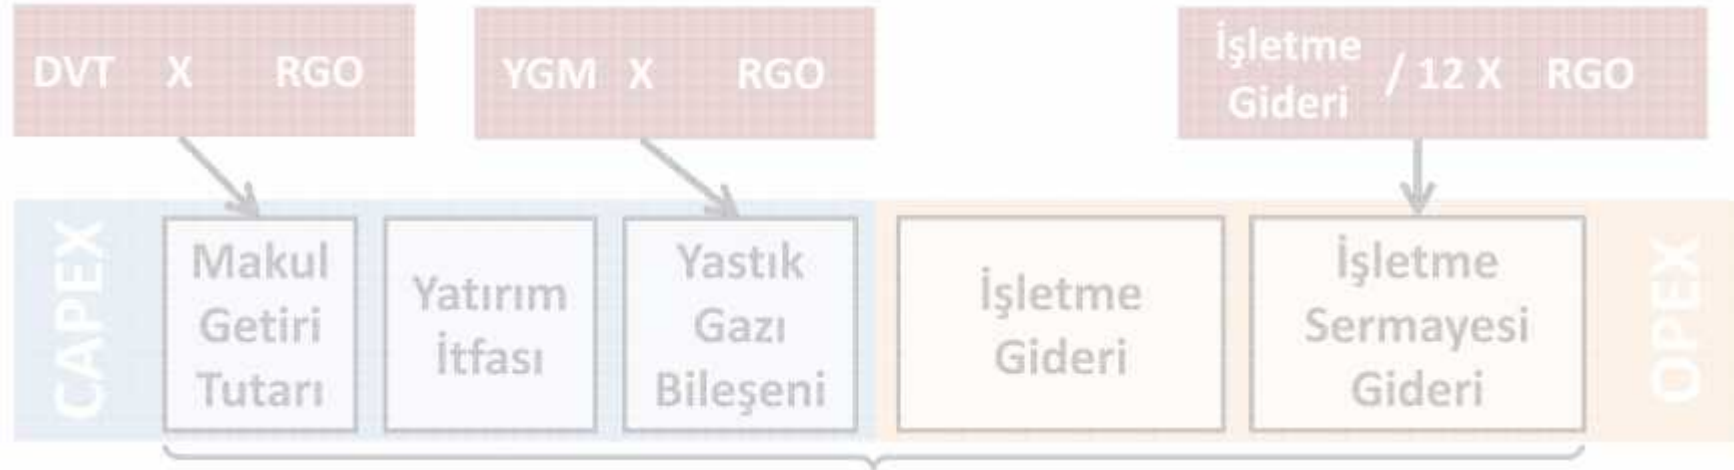 DVT X RGO
YGM X RGO
İşletme
Gideri / 12 X RGO
CAPEX
Makul
Getiri
Tutarı
Yatırım
İtfası
Yastık
Gazı
Bileşeni
İşletme
Gideri
İşletme
Sermayesi
Gideri
OPEX